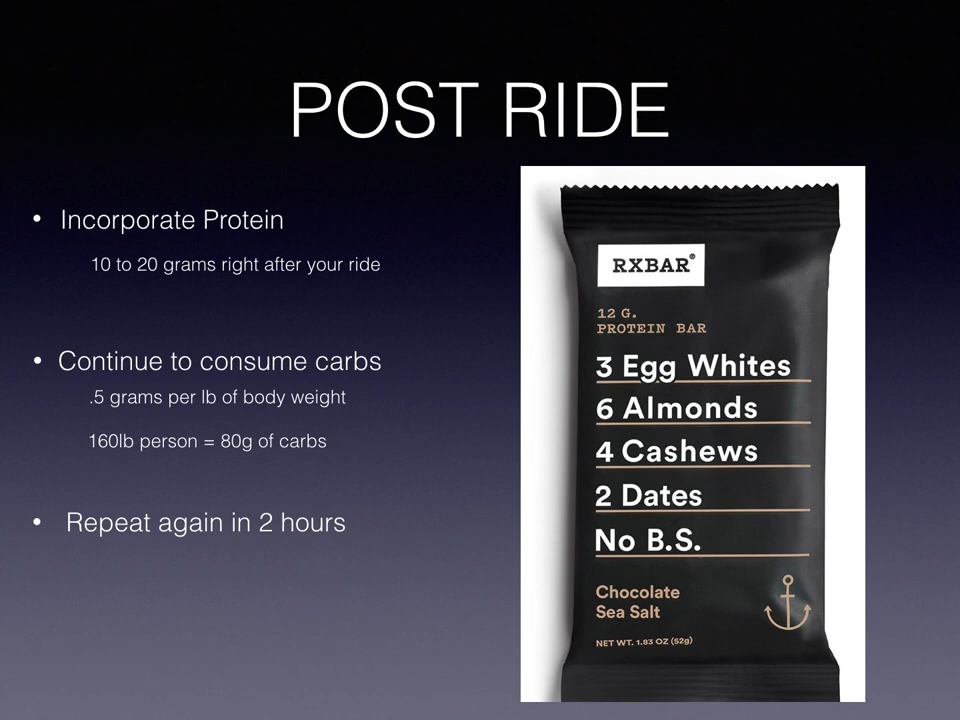 POST RIDE
• Incorporate Protein
10 to 20 grams right after your ride
• Continue to consume carbs
.5 grams per lb of body weight
160lb person = 80g of carbs
• Repeat again in 2 hours
RXBAR®
12 G.
PROTEIN BAR
3 Egg Whites
6 Almonds
4 Cashews
2 Dates
No B.S.
Chocolate
Sea Salt
NET WT. 1.83 OZ (52g)